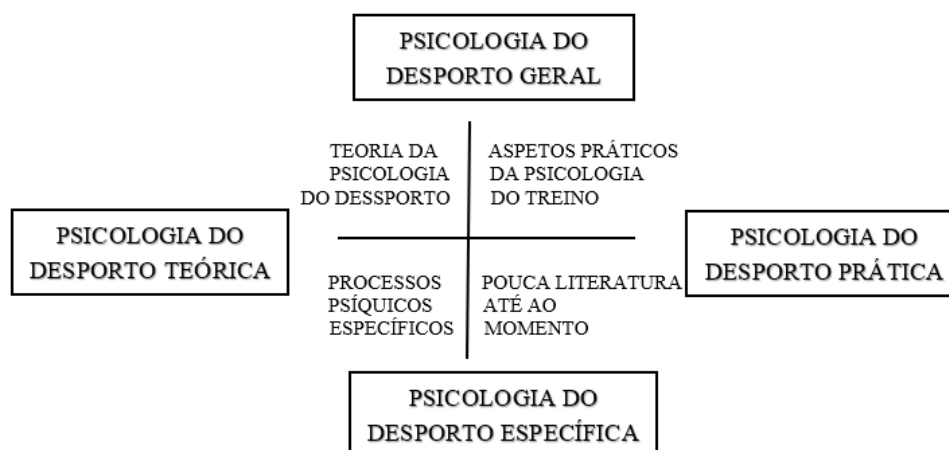 PSICOLOGIA DO
DESPORTO GERAL
TEORIA DA
PSICOLOGIA
DO DESSPORTO
ASPETOS PRÁTICOS
DA PSICOLOGIA
DO TREINO
PSICOLOGIA DO
DESPORTO TEÓRICA
PSICOLOGIA DO
DESPORTO PRÁTICA
PROCESSOS
PSÍQUICOS
ESPECÍFICOS
POUCA LITERATURA
ATÉ AO
MOMENTO
PSICOLOGIA DO
DESPORTO ESPECÍFICA